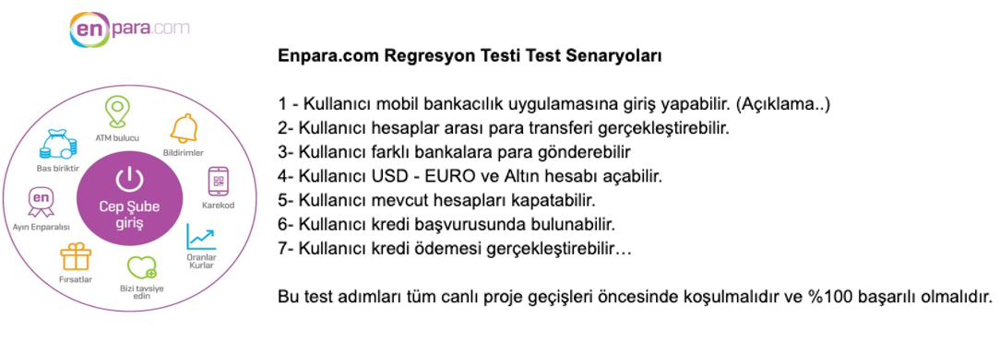 enpara.com
Enpara.com Regresyon Testi Test Senaryoları
1 - Kullanıcı mobil bankacılık uygulamasına giriş yapabilir. (Açıklama..)
2- Kullanıcı hesaplar arası para transferi gerçekleştirebilir.
3- Kullanıcı farklı bankalara para gönderebilir
4- Kullanıcı USD - EURO ve Altın hesabı açabilir.
5- Kullanıcı mevcut hesapları kapatabilir.
6- Kullanıcı kredi başvurusunda bulunabilir.
7- Kullanıcı kredi ödemesi gerçekleştirebilir…
Bu test adımları tüm canlı proje geçişleri öncesinde koşulmalıdır ve %100 başarılı olmalıdır.
ATM bulucu
Bildirimler
Karekod
Oranlar
Kurlar
Bizi tavsiye
edin
Fırsatlar
Ayın Enparalısı
en
Bas biriktir
Cep Şube
giriş